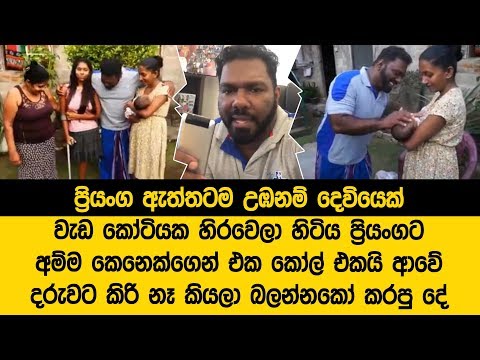 ප්‍රියංග ඇත්තටම උඹනම් දෙවියෙක්
වැඩ කෝටියක හිරවෙලා හිටිය ප්‍රියංගට
අම්ම කෙනෙක්ගෙන් එක කෝල් එකයි ආවේ
දරුවට කිරි නෑ කියලා බලන්නකෝ කරපු දේ